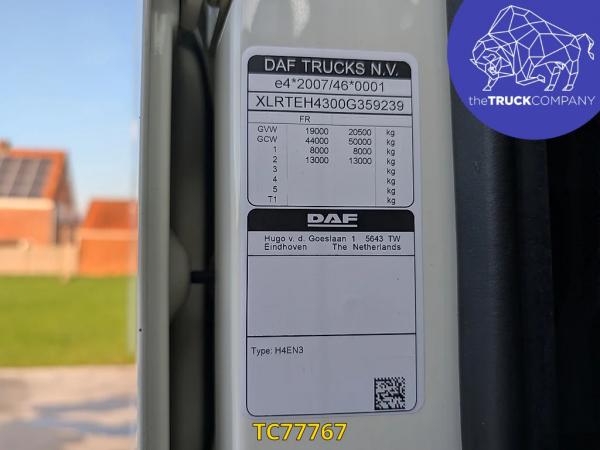 DAF TRUCKS N.V.
e4*2007/46*0001
XLRTEH4300G359239
FR
GVW 19000 20500 kg
GCW 44000 50000 kg
1 8000 8000 kg
2 13000 13000 kg
3 kg
4 kg
5 kg
T1 kg
DAF
Hugo v. d. Goeslaan 1 5643 TW
Eindhoven The Netherlands
Type: H4EN3
theTRUCKCOMPANY
TC77767